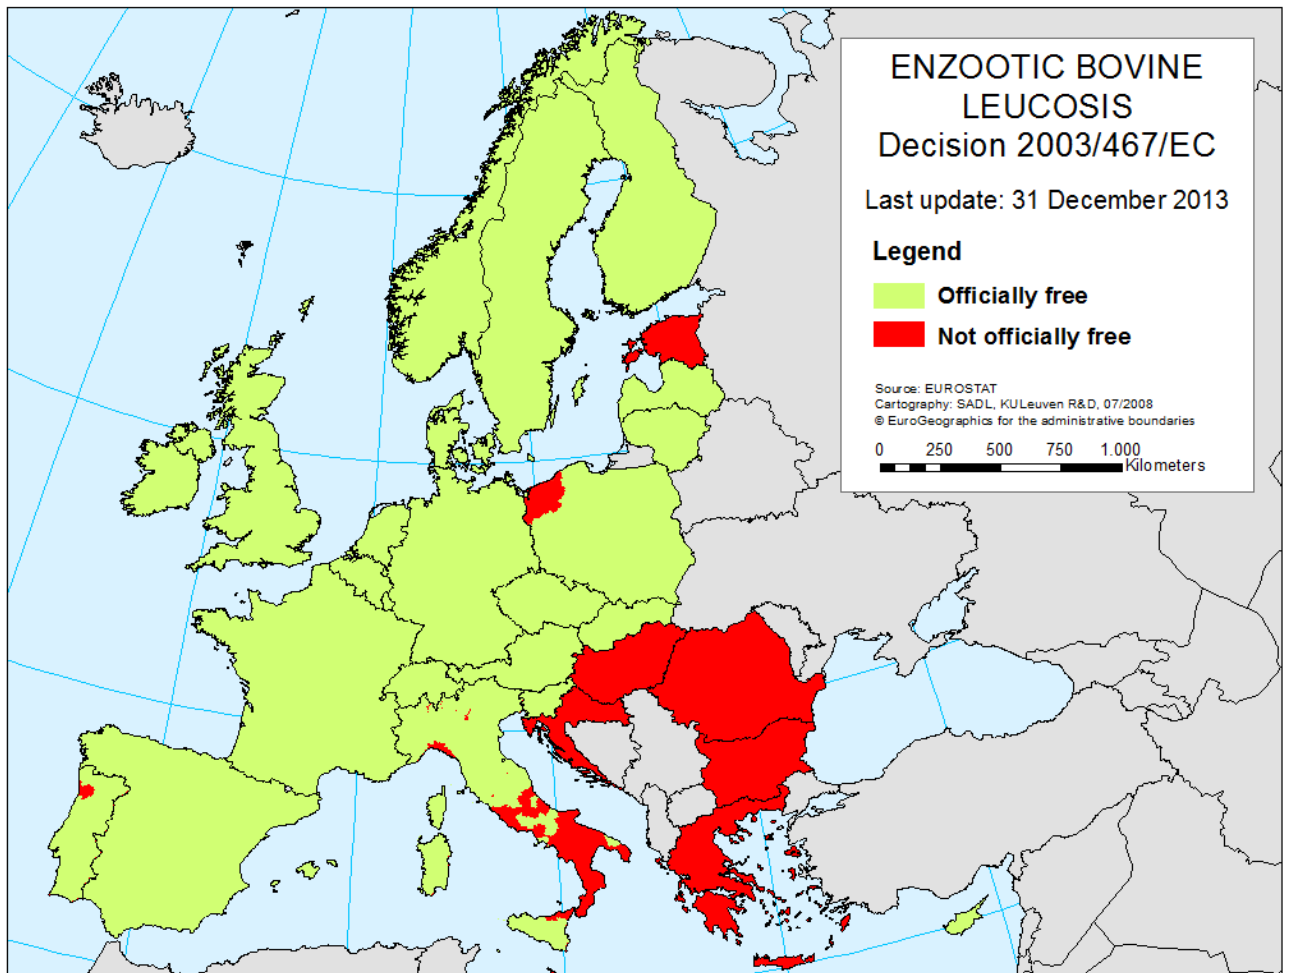 ENZOOTIC BOVINE
LEUCOSIS
Decision 2003/467/EC
Last update: 31 December 2013
Legend
Officially free
Not officially free
Source: EUROSTAT
Cartography: SADL, KULeuven R&D, 07/2008
© EuroGeographics for the administrative boundaries
0 250 500 750 1.000
Kilometers